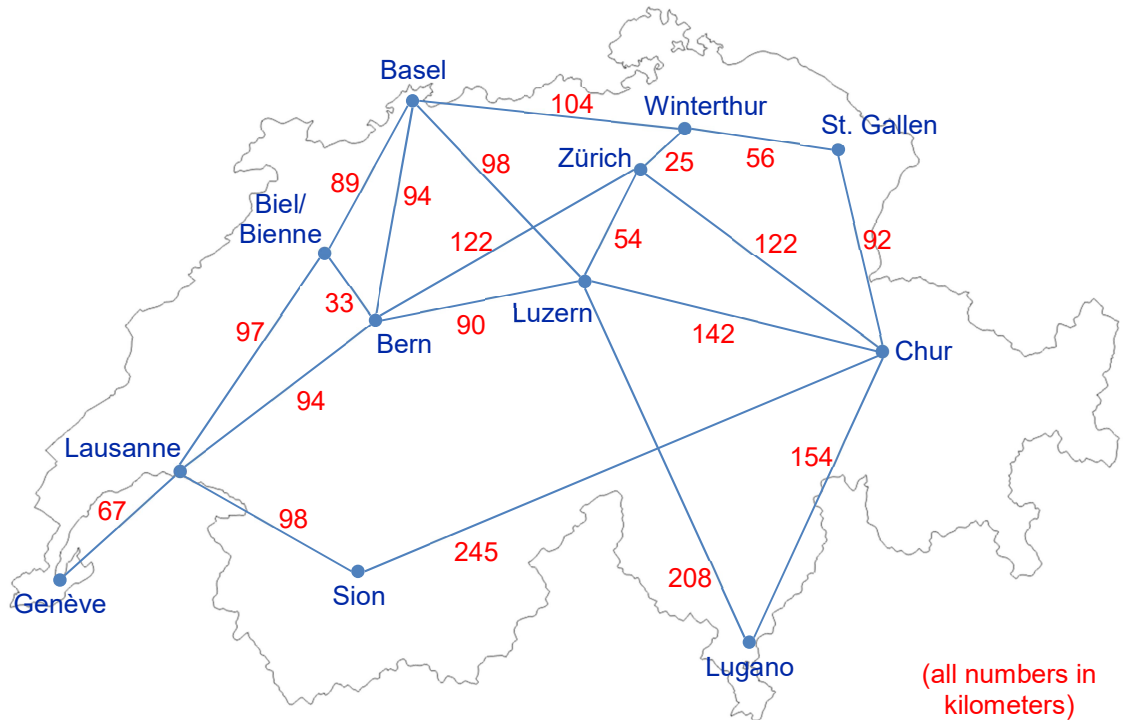 Basel
104
Winterthur
St. Gallen
Zürich
25
56
98
89
94
Biel/
Bienne
122
54
122
92
33
Luzern
90
Bern
142
Chur
97
94
Lausanne
154
67
98
245
208
Genève
Sion
Lugano
(all numbers in
kilometers)